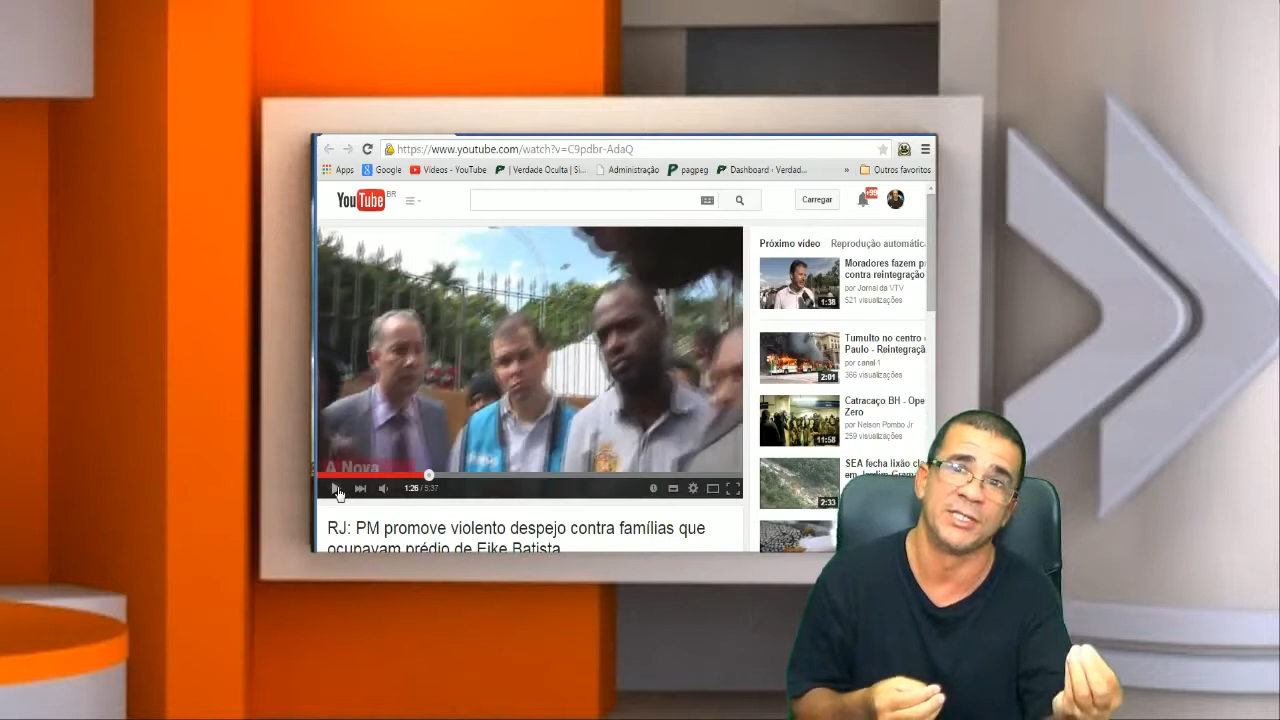 https://www.youtube.com/watch?v=C9pdbr-AdaQ
Apps Google Vídeos - YouTube | Verdade Oculta | Si... Administração pagpeg Dashboard ‹ Verdad... » Outros favoritos
YouTube BR
Carregar +99
A Nova
1:26 / 5:37
RJ: PM promove violento despejo contra famílias que
ocupavam prédio de Eike Batista
Próximo vídeo Reprodução automátic
Moradores fazem p
contra reintegração
por Jornal da VTV
521 visualizações
1:38
Tumulto no centro
Paulo - Reintegraç
por canal 1
366 visualizações
2:01
Catracaço BH - Ope
Zero
por Nelson Pombo Jr
259 visualizações
11:58
SEA fecha lixão cl
2:33